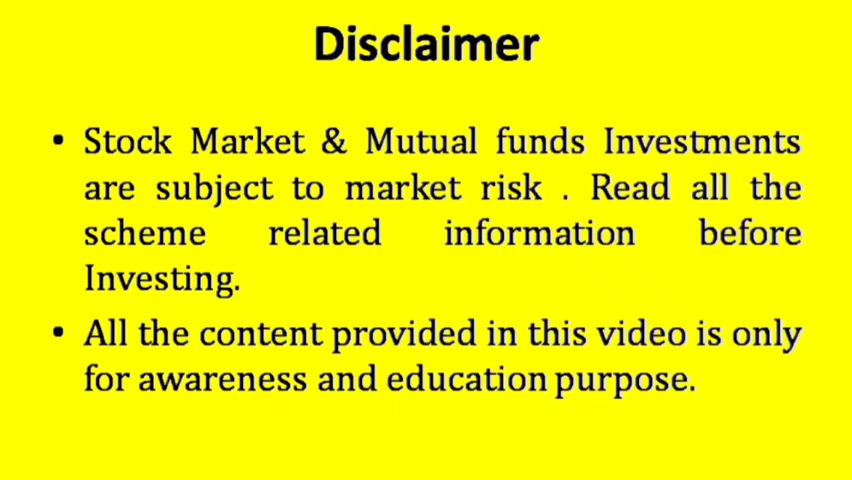 Disclaimer
• Stock Market & Mutual funds Investments
are subject to market risk . Read all the
scheme related information before
Investing.
• All the content provided in this video is only
for awareness and education purpose.